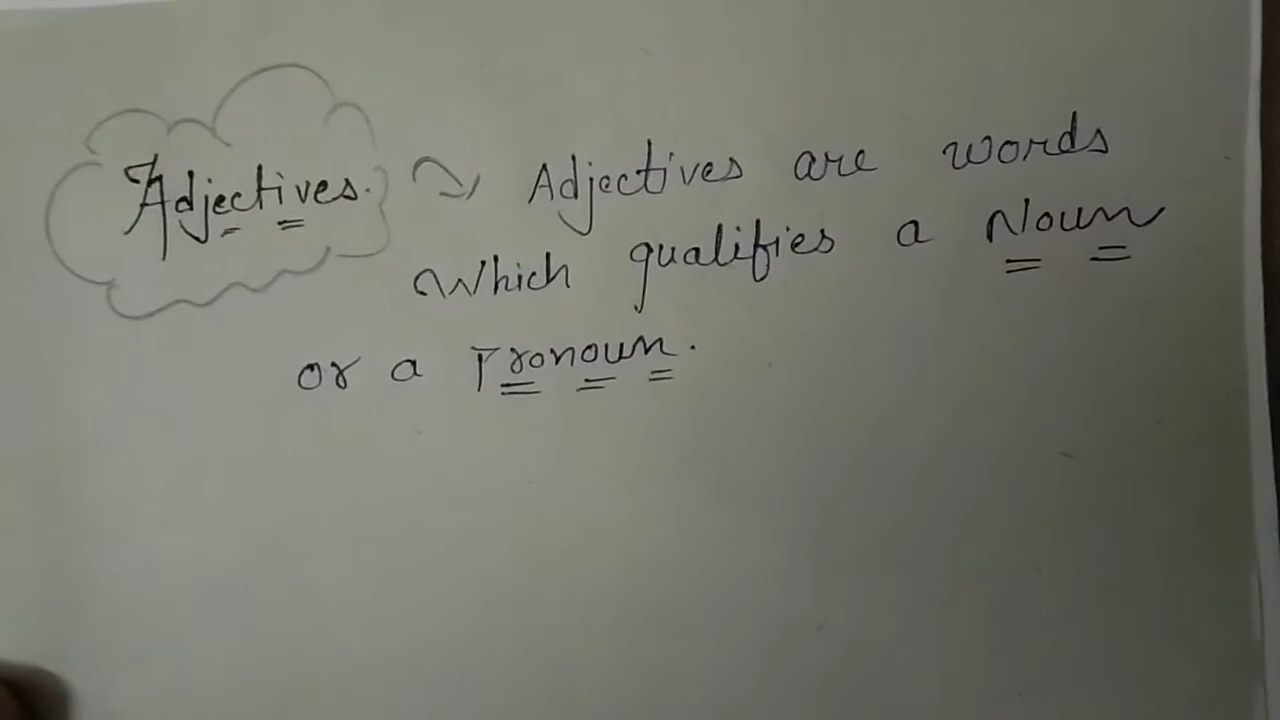 Adjectives. Adjectives are words
which qualifies a Noun
or a Pronoun.